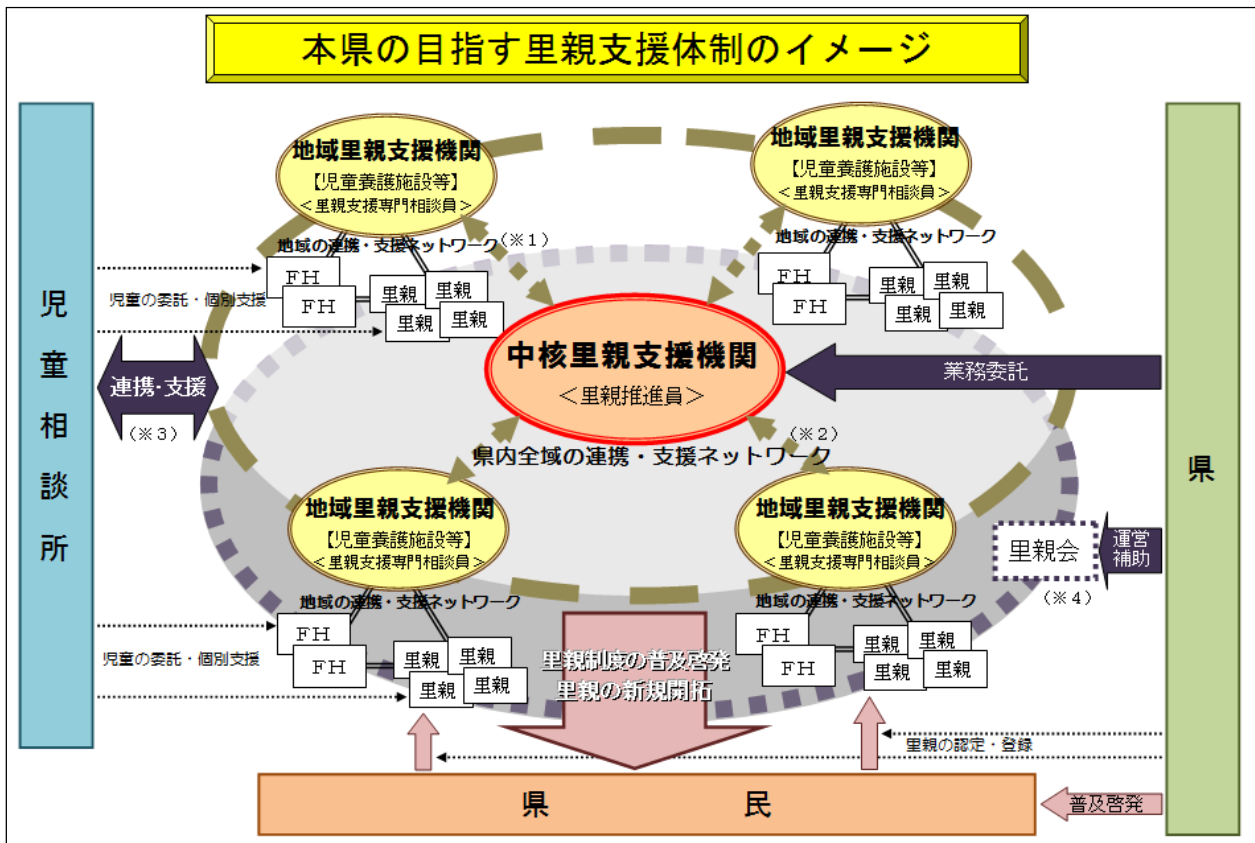 本県の目指す里親支援体制のイメージ
児童相談所
県
地域里親支援機関
【児童養護施設等】
＜里親支援専門相談員＞
地域の連携・支援ネットワーク
（※１）
ＦＨ
ＦＨ
里親
里親
里親
里親
地域里親支援機関
【児童養護施設等】
＜里親支援専門相談員＞
地域の連携・支援ネットワーク
ＦＨ
ＦＨ
里親
里親
里親
里親
児童の委託・個別支援
連携・支援
（※３）
中核里親支援機関
＜里親推進員＞
業務委託
（※２）
県内全域の連携・支援ネットワーク
地域里親支援機関
【児童養護施設等】
＜里親支援専門相談員＞
地域の連携・支援ネットワーク
ＦＨ
ＦＨ
里親
里親
里親
里親
地域里親支援機関
【児童養護施設等】
＜里親支援専門相談員＞
地域の連携・支援ネットワーク
ＦＨ
ＦＨ
里親
里親
里親
里親
里親会
運営
補助
（※４）
児童の委託・個別支援
里親制度の普及啓発
里親の新規開拓
里親の認定・登録
県民
普及啓発